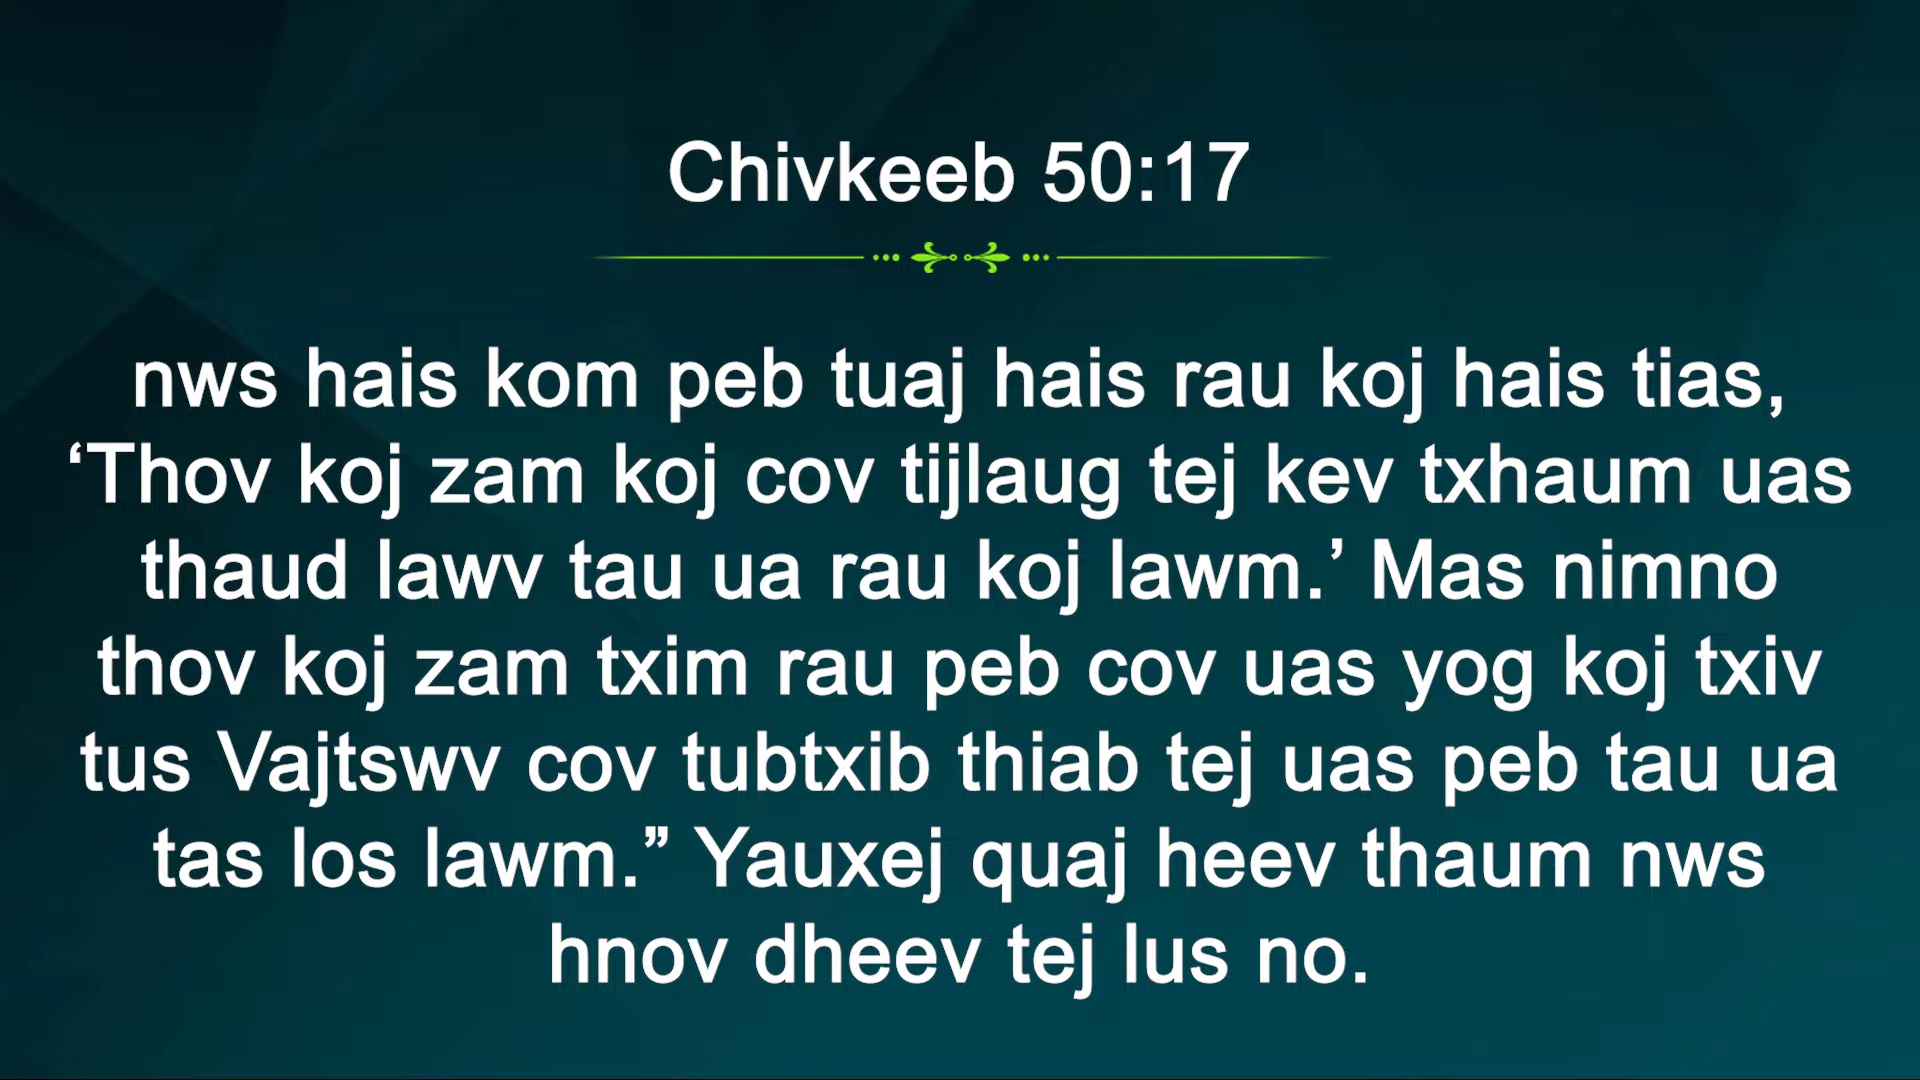 Chivkeeb 50:17
nws hais kom peb tuaj hais rau koj hais tias,
‘Thov koj zam koj cov tijlaug tej kev txhaum uas
thaud lawv tau ua rau koj lawm.’ Mas nimno
thov koj zam txim rau peb cov uas yog koj txiv
tus Vajtswv cov tubtxib thiab tej uas peb tau ua
tas los lawm.” Yauxej quaj heev thaum nws
hnov dheev tej lus no.